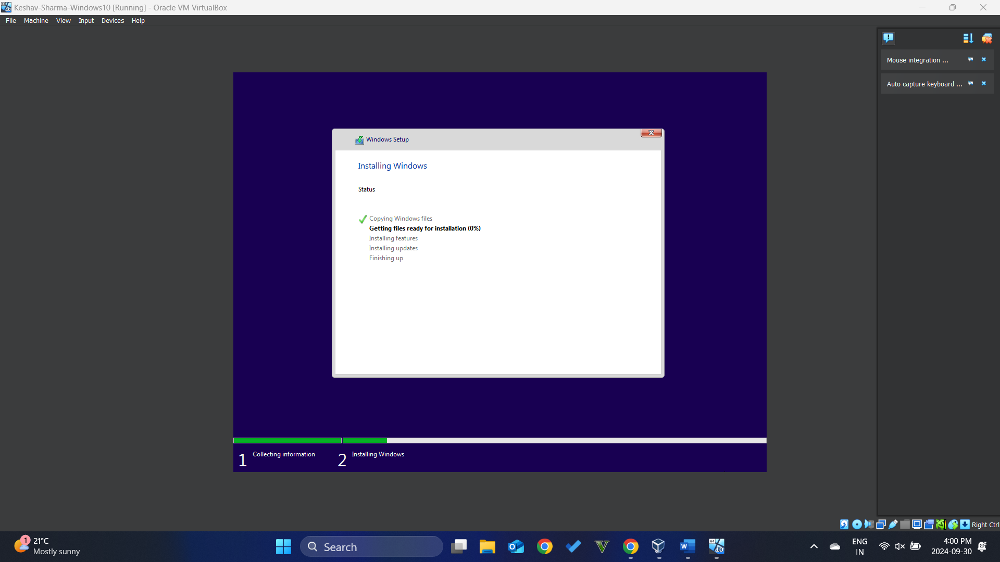 Keshav-Sharma-Windows10 [Running] - Oracle VM VirtualBox
File Machine View Input Devices Help
Mouse integration ...
Auto capture keyboard ...
Windows Setup
Installing Windows
Status
Copying Windows files
Getting files ready for installation (0%)
Installing features
Installing updates
Finishing up
1 Collecting information
2 Installing Windows
Right Ctrl
1
21°C
Mostly sunny
Search
64
10
ENG
IN
4:00 PM
2024-09-30